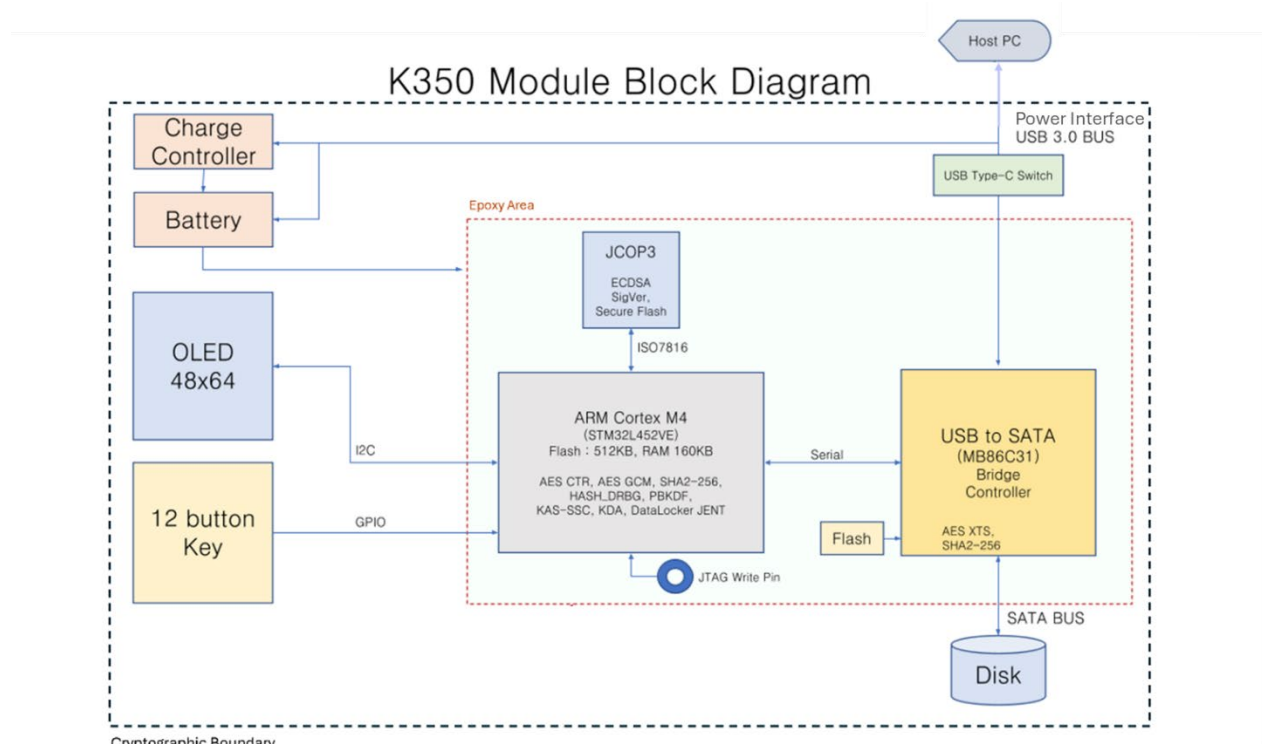 Host PC
K350 Module Block Diagram
Power Interface
USB 3.0 BUS
Charge
Controller
USB Type-C Switch
Battery
Epoxy Area
JCOP3
ECDSA
SigVer,
Secure Flash
ISO7816
OLED
48x64
I2C
ARM Cortex M4
(STM32L452VE)
Flash : 512KB, RAM 160KB
AES CTR, AES GCM, SHA2-256,
HASH_DRBG, PBKDF,
KAS-SSC, KDA, DataLocker JENT
Serial
USB to SATA
(MB86C31)
Bridge
Controller
AES XTS,
SHA2-256
12 button
Key
GPIO
Flash
JTAG Write Pin
SATA BUS
Disk
Cryptographic Boundary